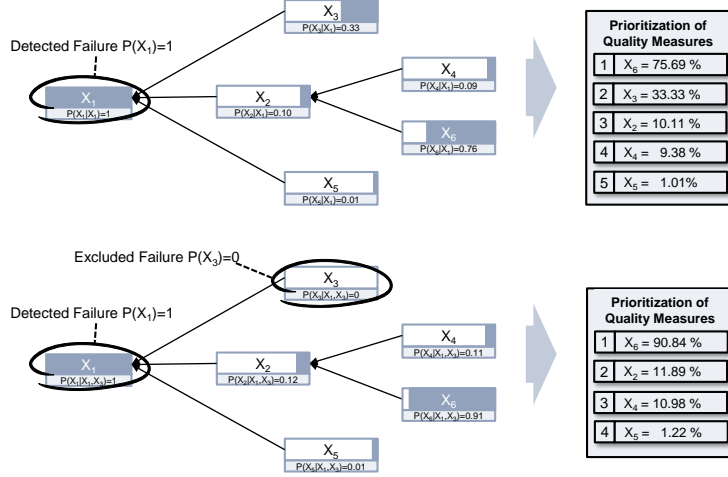 X₃
P(X₃|X₁)=0.33
Detected Failure P(X₁)=1
X₁
P(X₁|X₁)=1
X₂
P(X₂|X₁)=0.10
X₄
P(X₄|X₁)=0.09
X₆
P(X₆|X₁)=0.76
X₅
P(X₅|X₁)=0.01
Prioritization of
Quality Measures
1 X₆ = 75.69 %
2 X₃ = 33.33 %
3 X₂ = 10.11 %
4 X₄ = 9.38 %
5 X₅ = 1.01%
Excluded Failure P(X₃)=0
X₃
P(X₃|X₁,X₃)=0
Detected Failure P(X₁)=1
X₁
P(X₁|X₁,X₃)=1
X₂
P(X₂|X₁,X₃)=0.12
X₄
P(X₄|X₁,X₃)=0.11
X₆
P(X₆|X₁,X₃)=0.91
X₅
P(X₅|X₁,X₃)=0.01
Prioritization of
Quality Measures
1 X₆ = 90.84 %
2 X₂ = 11.89 %
3 X₄ = 10.98 %
4 X₅ = 1.22 %